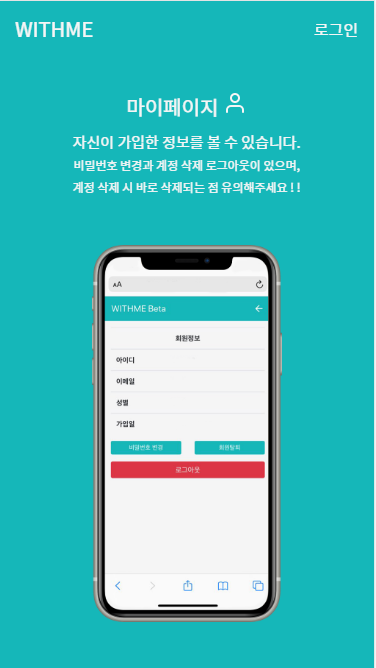 WITHME
로그인
마이페이지
자신이 가입한 정보를 볼 수 있습니다.
비밀번호 변경과 계정 삭제 로그아웃이 있으며,
계정 삭제 시 바로 삭제되는 점 유의해주세요 ! !
AA
WITHME Beta
회원정보
아이디
이메일
성별
가입일
비밀번호 변경
회원탈퇴
로그아웃